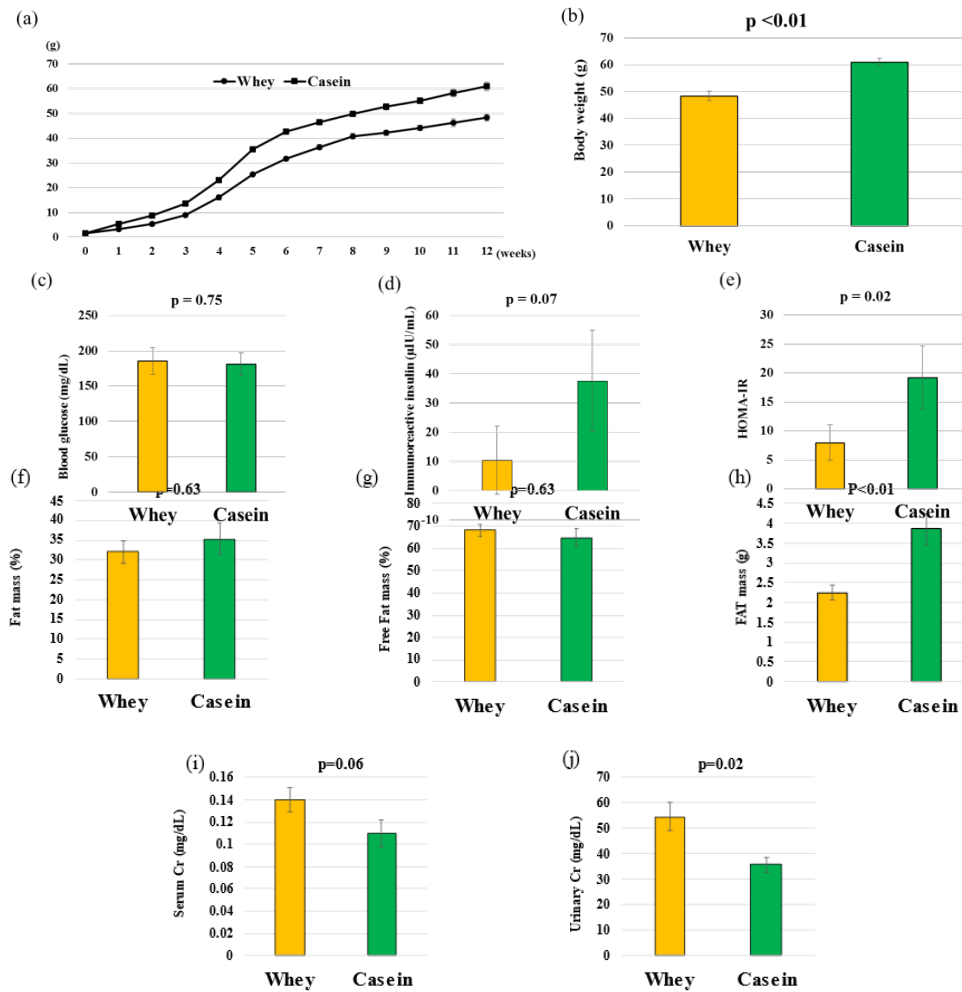 (a)
(g)
70
60
50
40
30
20
10
0
Whey Casein
0 1 2 3 4 5 6 7 8 9 10 11 12 (weeks)
(b)
p <0.01
Body weight (g)
70
60
50
40
30
20
10
0
Whey Casein
(c)
p = 0.75
Blood glucose (mg/dL)
250
200
150
100
50
0
Whey Casein
(d)
p = 0.07
Immunoreactive insulin (µIU/mL)
60
50
40
30
20
10
0
-10
Whey Casein
(e)
p = 0.02
HOMA-IR
30
25
20
15
10
5
0
Whey Casein
(f)
p=0.63
Fat mass (%)
45
40
35
30
25
20
15
10
5
0
Whey Casein
(g)
p=0.63
Free Fat mass (%)
80
70
60
50
40
30
20
10
0
Whey Casein
(h)
P<0.01
FAT mass (g)
4.5
4
3.5
3
2.5
2
1.5
1
0.5
0
Whey Casein
(i)
p=0.06
Serum Cr (mg/dL)
0.16
0.14
0.12
0.1
0.08
0.06
0.04
0.02
0
Whey Casein
(j)
p=0.02
Urinary Cr (mg/dL)
70
60
50
40
30
20
10
0
Whey Casein